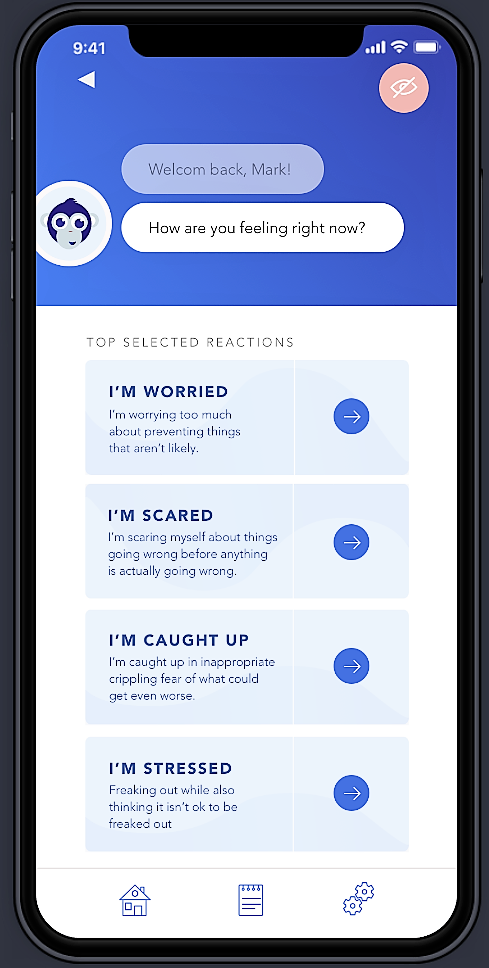 9:41
Welcom back, Mark!
How are you feeling right now?
TOP SELECTED REACTIONS
I'M WORRIED
I'm worrying too much
about preventing things
that aren't likely.
I'M SCARED
I'm scaring myself about things
going wrong before anything
is actually going wrong.
I'M CAUGHT UP
I'm caught up in inappropriate
crippling fear of what could
get even worse.
I'M STRESSED
Freaking out while also
thinking it isn't ok to be
freaked out